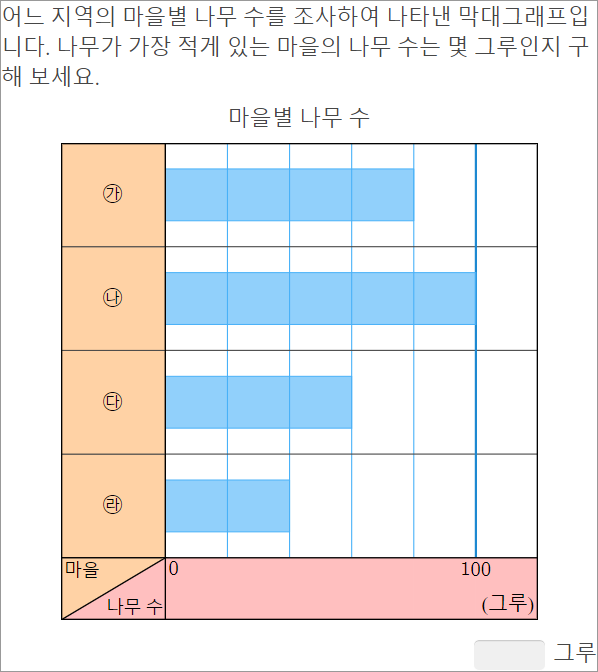 어느 지역의 마을별 나무 수를 조사하여 나타낸 막대그래프입
니다. 나무가 가장 적게 있는 마을의 나무 수는 몇 그루인지 구
해 보세요.
마을별 나무 수
㉮
㉯
㉰
㉱
마을
나무 수
0
100
(그루)
그루